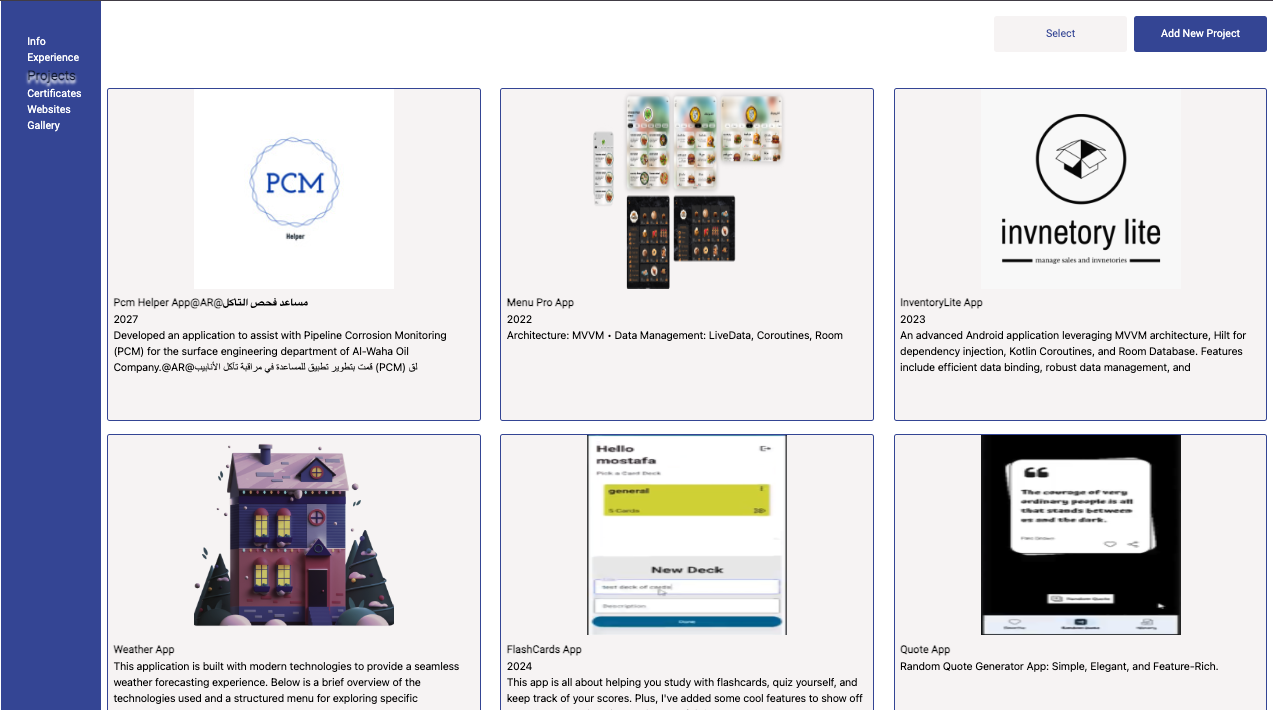 Select
Add New Project
Info
Experience
Projects
Certificates
Websites
Gallery
PCM
Helper
Pcm Helper App@AR@مساعد فحص التاكل
2027
Developed an application to assist with Pipeline Corrosion Monitoring
(PCM) for the surface engineering department of Al-Waha Oil
Company.@AR@قمت بتطوير تطبيق للمساعدة في مراقبة تآكل الأنابيب (PCM) لق
Menu Pro App
2022
Architecture: MVVM • Data Management: LiveData, Coroutines, Room
invnetory lite
manage sales and invnetories
InventoryLite App
2023
An advanced Android application leveraging MVVM architecture, Hilt for
dependency injection, Kotlin Coroutines, and Room Database. Features
include efficient data binding, robust data management, and
Weather App
This application is built with modern technologies to provide a seamless
weather forecasting experience. Below is a brief overview of the
technologies used and a structured menu for exploring specific
Hello
mostafa
Pick a Card Deck
general
5 Cards
New Deck
test deck of cards
Description
FlashCards App
2024
This app is all about helping you study with flashcards, quiz yourself, and
keep track of your scores. Plus, I've added some cool features to show off
The courage of very
ordinary people is all
that stands between
us and the dark.
Random Quote
Quote App
Random Quote Generator App: Simple, Elegant, and Feature-Rich.